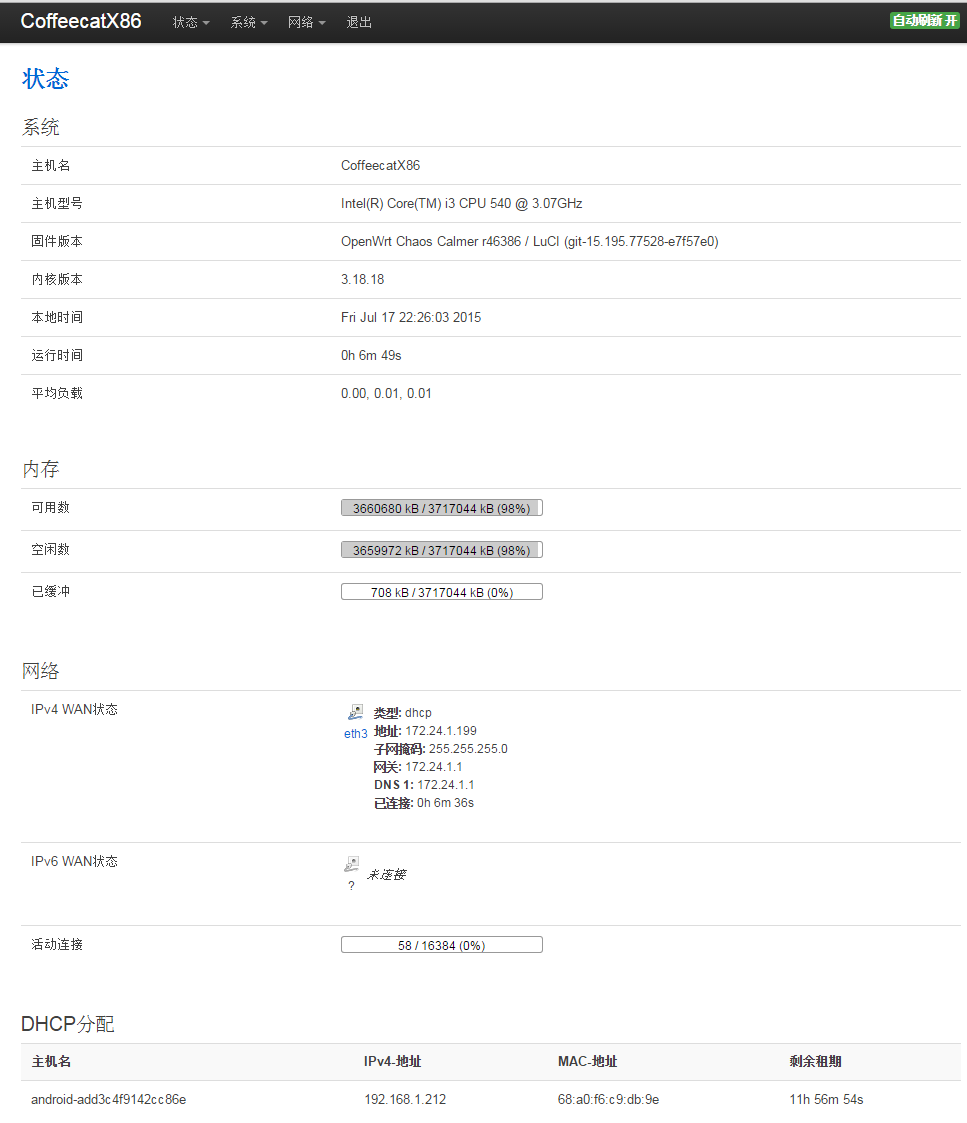 CoffeecatX86 状态 系统 网络 退出 自动刷新 开
状态
系统
主机名 CoffeecatX86
主机型号 Intel(R) Core(TM) i3 CPU 540 @ 3.07GHz
固件版本 OpenWrt Chaos Calmer r46386 / LuCI (git-15.195.77528-e7f57e0)
内核版本 3.18.18
本地时间 Fri Jul 17 22:26:03 2015
运行时间 0h 6m 49s
平均负载 0.00, 0.01, 0.01
内存
可用数 3660680 kB / 3717044 kB (98%)
空闲数 3659972 kB / 3717044 kB (98%)
已缓冲 708 kB / 3717044 kB (0%)
网络
IPv4 WAN状态 类型: dhcp
eth3 地址: 172.24.1.199
子网掩码: 255.255.255.0
网关: 172.24.1.1
DNS 1: 172.24.1.1
已连接: 0h 6m 36s
IPv6 WAN状态
? 未连接
活动连接 58 / 16384 (0%)
DHCP分配
主机名 IPv4-地址 MAC-地址 剩余租期
android-add3c4f9142cc86e 192.168.1.212 68:a0:f6:c9:db:9e 11h 56m 54s